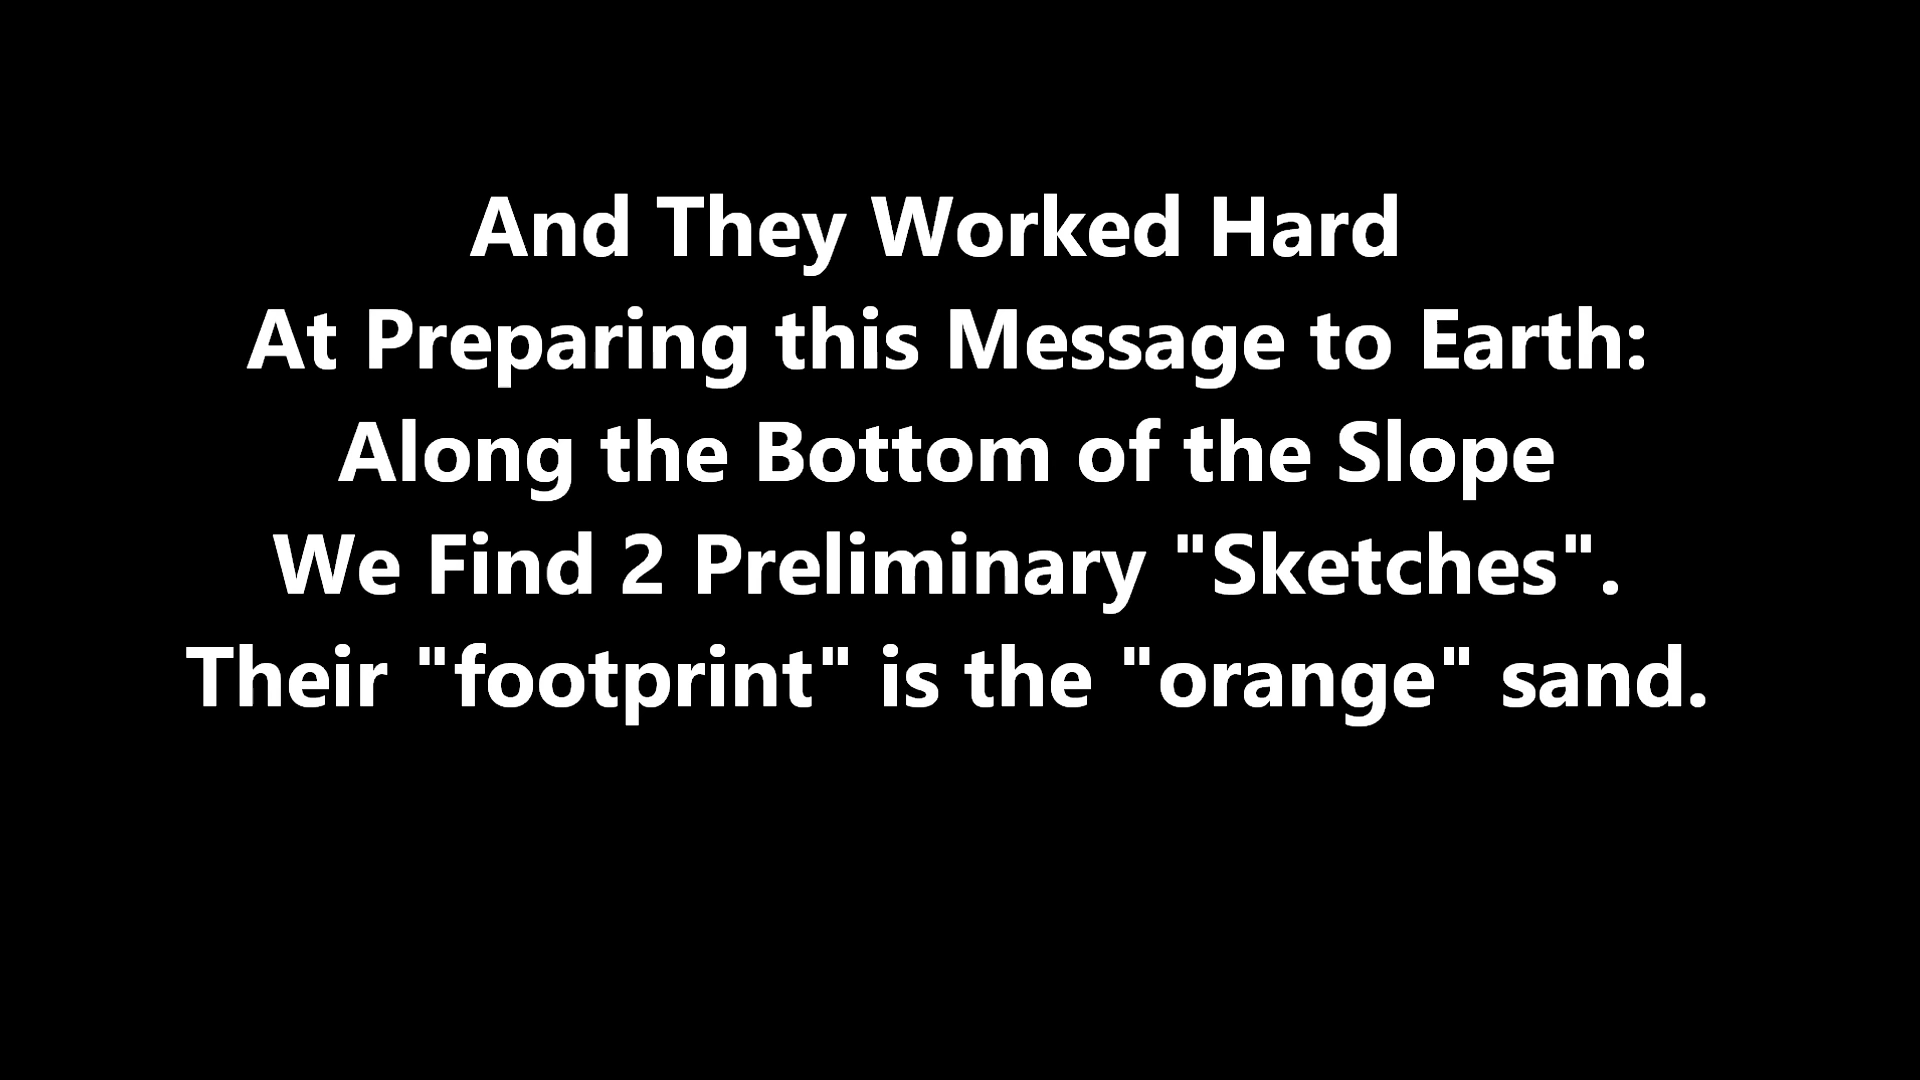 And They Worked Hard
At Preparing this Message to Earth:
Along the Bottom of the Slope
We Find 2 Preliminary "Sketches".
Their "footprint" is the "orange" sand.